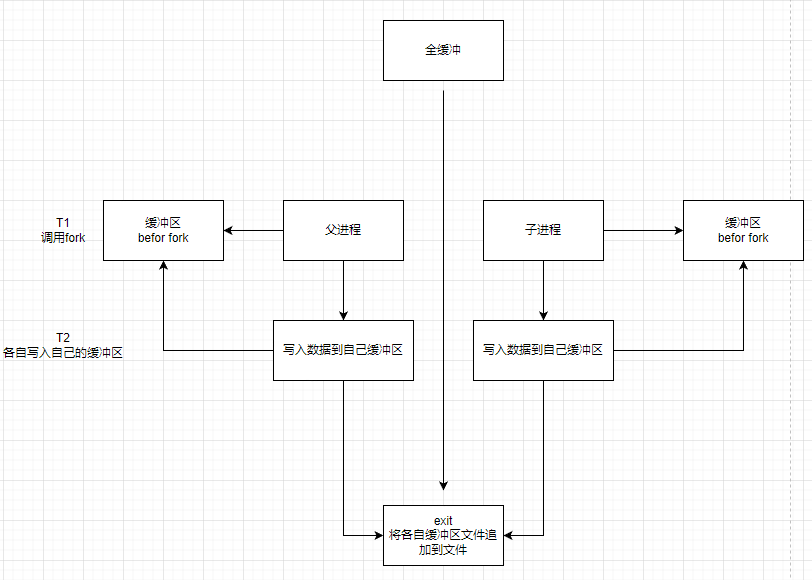 全缓冲
T1
调用fork
缓冲区
befor fork
父进程
子进程
缓冲区
befor fork
T2
各自写入自己的缓冲区
写入数据到自己缓冲区
写入数据到自己缓冲区
exit
将各自缓冲区文件追
加到文件